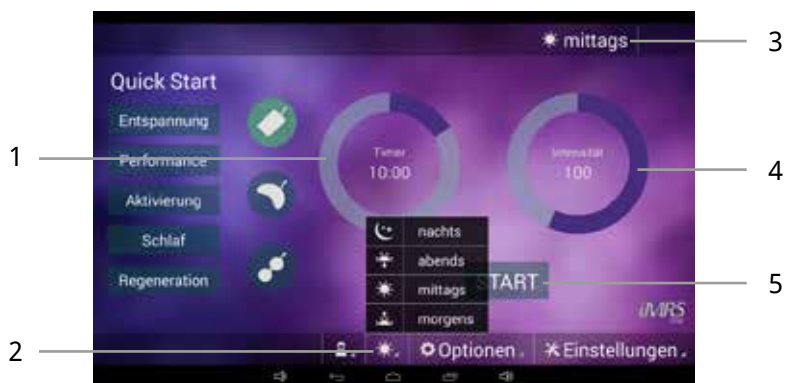 mittags
3
Quick Start
Entspannung
Performance
Aktivierung
Schlaf
Regeneration
1
Timer
10:00
Intensität
100
4
nachts
abends
mittags
morgens
START
5
iMRS
2
Optionen
Einstellungen